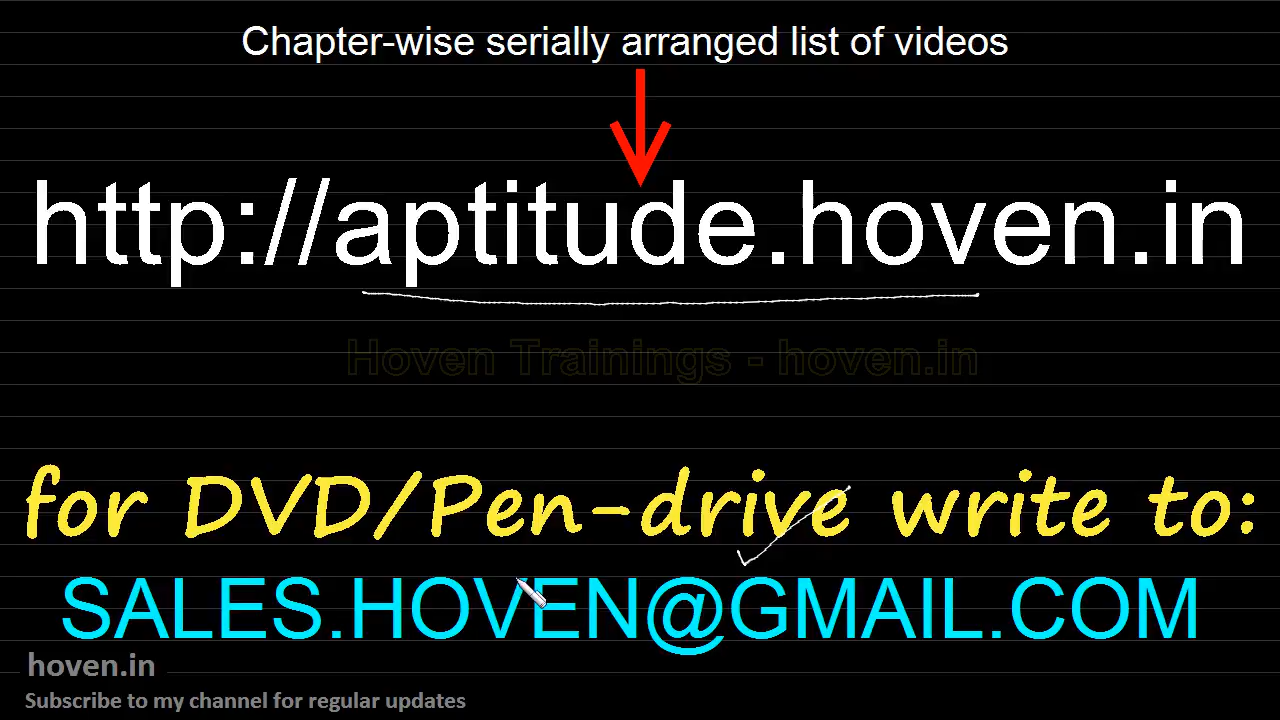 Chapter-wise serially arranged list of videos
http://aptitude.hoven.in
Hoven Trainings - hoven.in
for DVD/Pen-drive write to:
SALES.HOVEN@GMAIL.COM
hoven.in
Subscribe to my channel for regular updates